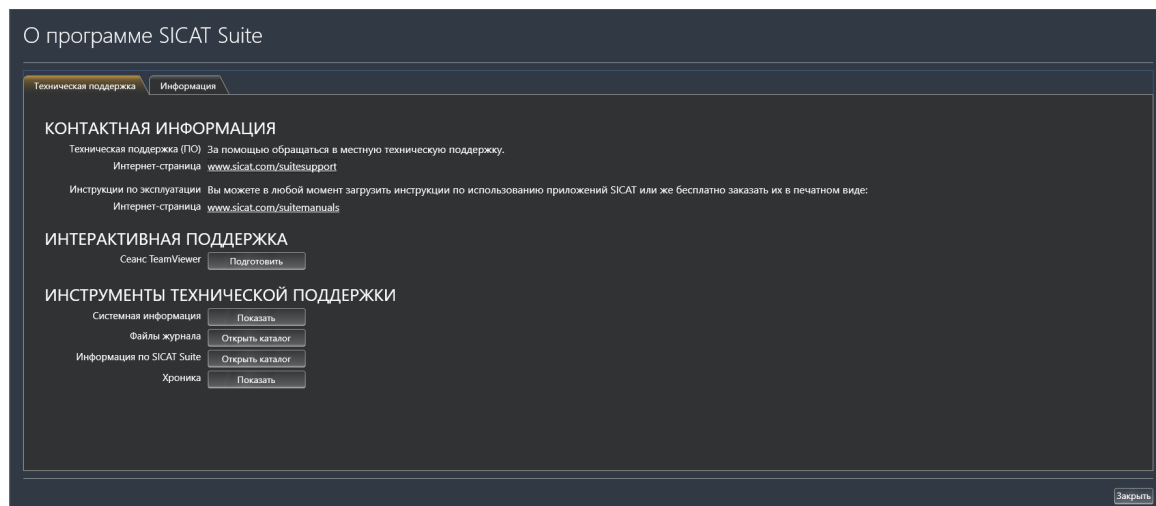 О программе SICAT Suite
Техническая поддержка Информация
КОНТАКТНАЯ ИНФОРМАЦИЯ
Техническая поддержка (ПО) За помощью обращаться в местную техническую поддержку.
Интернет-страница www.sicat.com/suitesupport
Инструкции по эксплуатации Вы можете в любой момент загрузить инструкции по использованию приложений SICAT или же бесплатно заказать их в печатном виде:
Интернет-страница www.sicat.com/suitemanuals
ИНТЕРАКТИВНАЯ ПОДДЕРЖКА
Сеанс TeamViewer Подготовить
ИНСТРУМЕНТЫ ТЕХНИЧЕСКОЙ ПОДДЕРЖКИ
Системная информация Показать
Файлы журнала Открыть каталог
Информация по SICAT Suite Открыть каталог
Хроника Показать
Закрыть